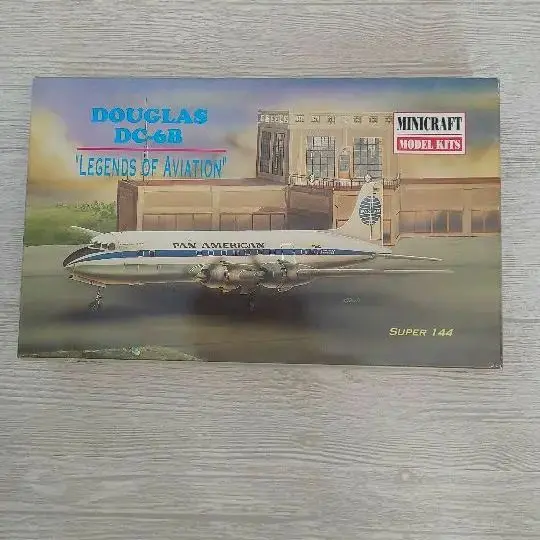 DOUGLAS
DC-6B
"LEGENDS OF AVIATION"
MINICRAFT
MODEL KITS
PAN AMERICAN
SUPER 144